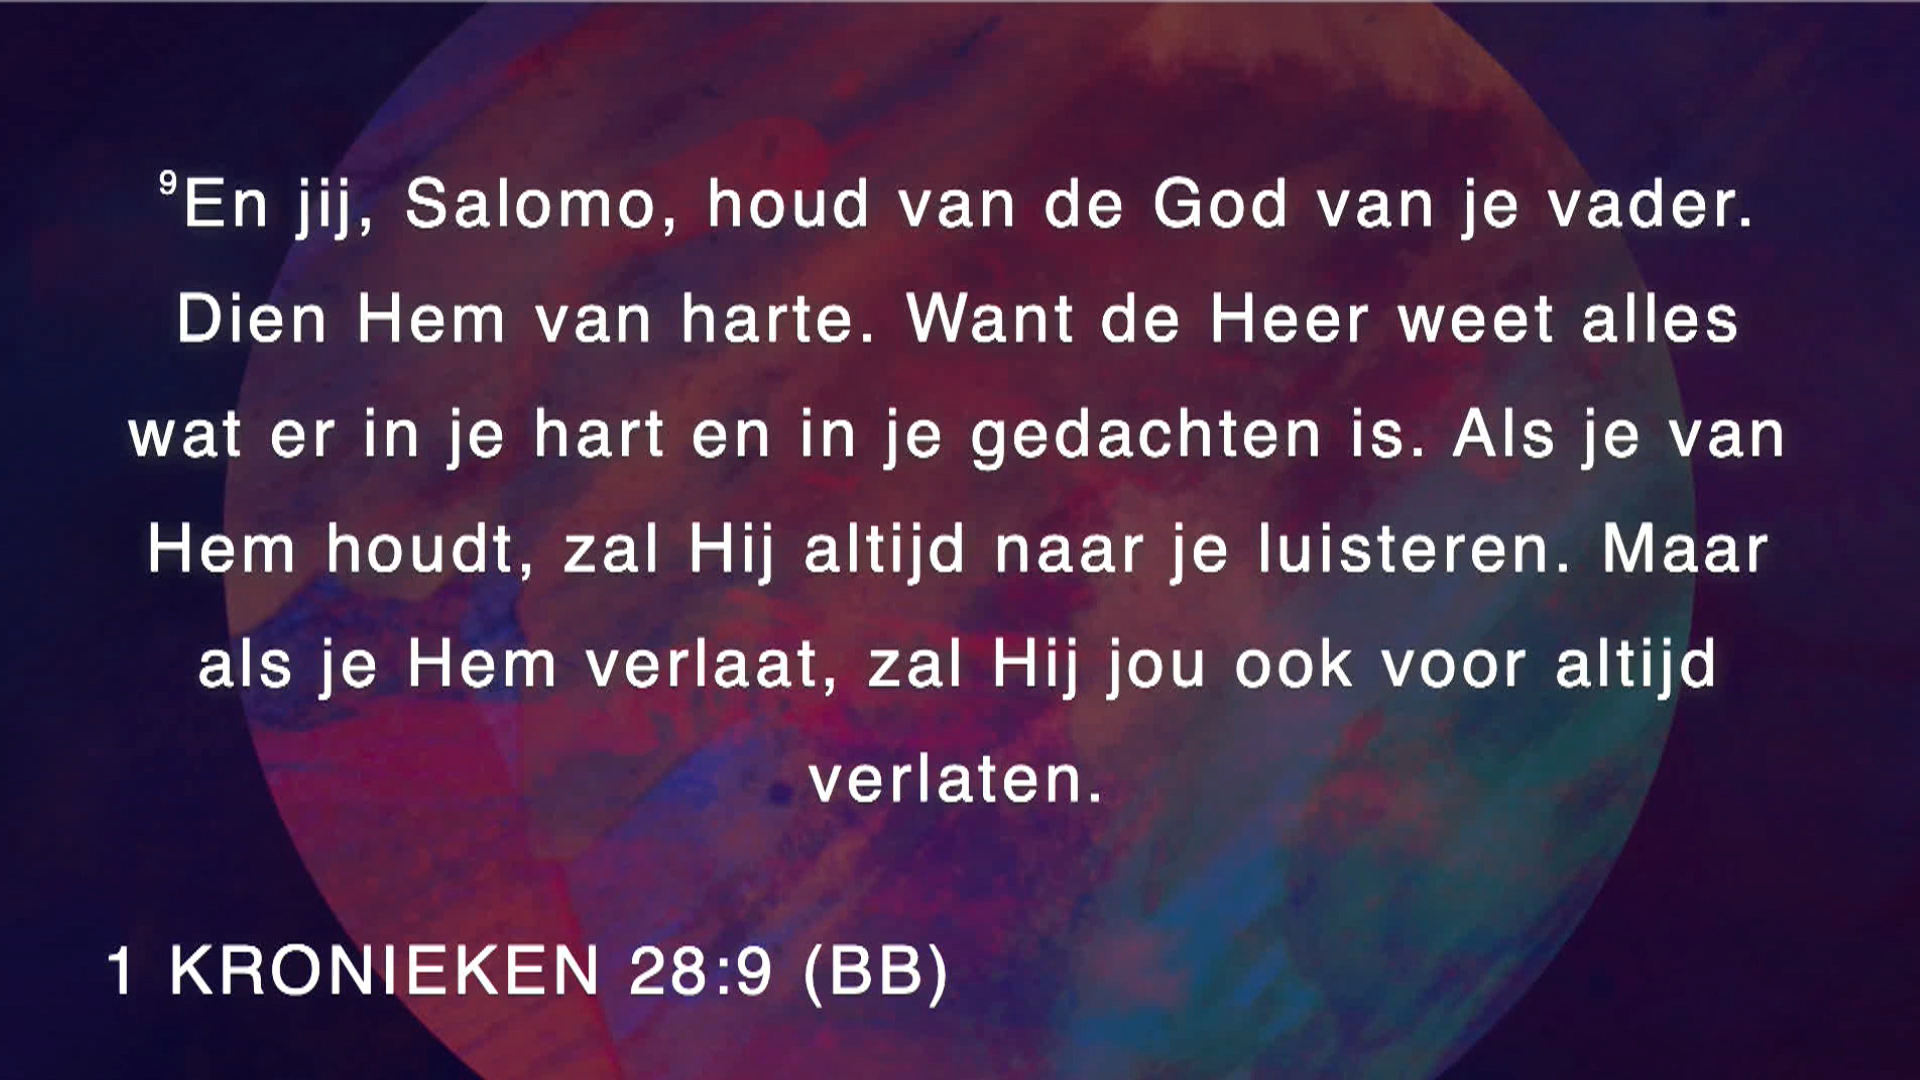 ⁹En jij, Salomo, houd van de God van je vader.
Dien Hem van harte. Want de Heer weet alles
wat er in je hart en in je gedachten is. Als je van
Hem houdt, zal Hij altijd naar je luisteren. Maar
als je Hem verlaat, zal Hij jou ook voor altijd
verlaten.
1 KRONIEKEN 28:9 (BB)